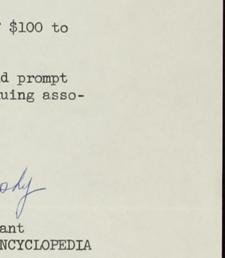 $100 to
d prompt
uing asso-
ant
NCYCLOPEDIA